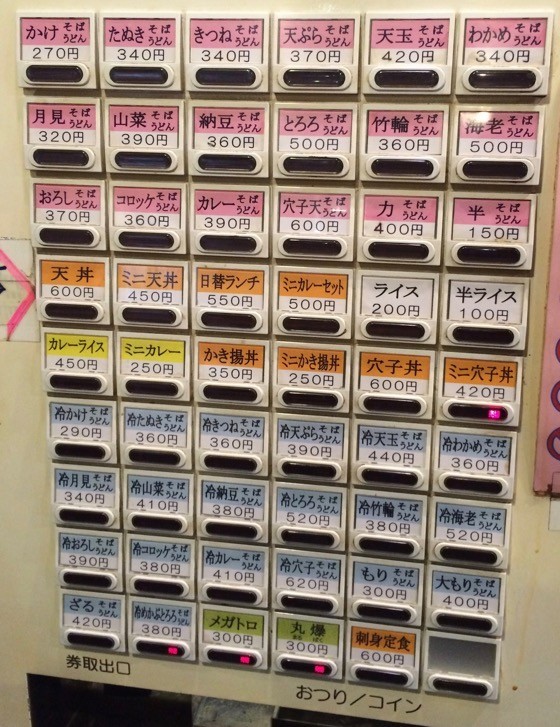 かけ そば うどん 270円
たぬき そば うどん 340円
きつね そば うどん 340円
天ぷら そば うどん 370円
天玉 そば うどん 420円
わかめ そば うどん 340円
月見 そば うどん 320円
山菜 そば うどん 390円
納豆 そば うどん 360円
とろろ そば うどん 500円
竹輪 そば うどん 360円
海老 そば うどん 500円
おろし そば うどん 370円
コロッケ そば うどん 360円
カレー そば うどん 390円
穴子天 そば うどん 600円
力 そば うどん 400円
半 そば うどん 150円
天丼 600円
ミニ天丼 450円
日替ランチ 550円
ミニカレーセット 500円
ライス 200円
半ライス 100円
カレーライス 450円
ミニカレー 250円
かき揚丼 350円
ミニかき揚丼 250円
穴子丼 600円
ミニ穴子丼 420円
冷かけ そば うどん 290円
冷たぬき そば うどん 360円
冷きつね そば うどん 360円
冷天ぷら そば うどん 390円
冷天玉 そば うどん 440円
冷わかめ そば うどん 360円
冷月見 そば うどん 340円
冷山菜 そば うどん 410円
冷納豆 そば うどん 380円
冷とろろ そば うどん 520円
冷竹輪 そば うどん 380円
冷海老 そば うどん 520円
冷おろし そば うどん 390円
冷コロッケ そば うどん 380円
冷カレー そば うどん 410円
冷穴子 そば うどん 620円
もり そば うどん 300円
大もり そば うどん 400円
ざる そば うどん 420円
冷めかぶとろろ そば うどん 380円
メガトロ 300円
丸爆 300円
刺身定食 600円
券取出口
おつり／コイン